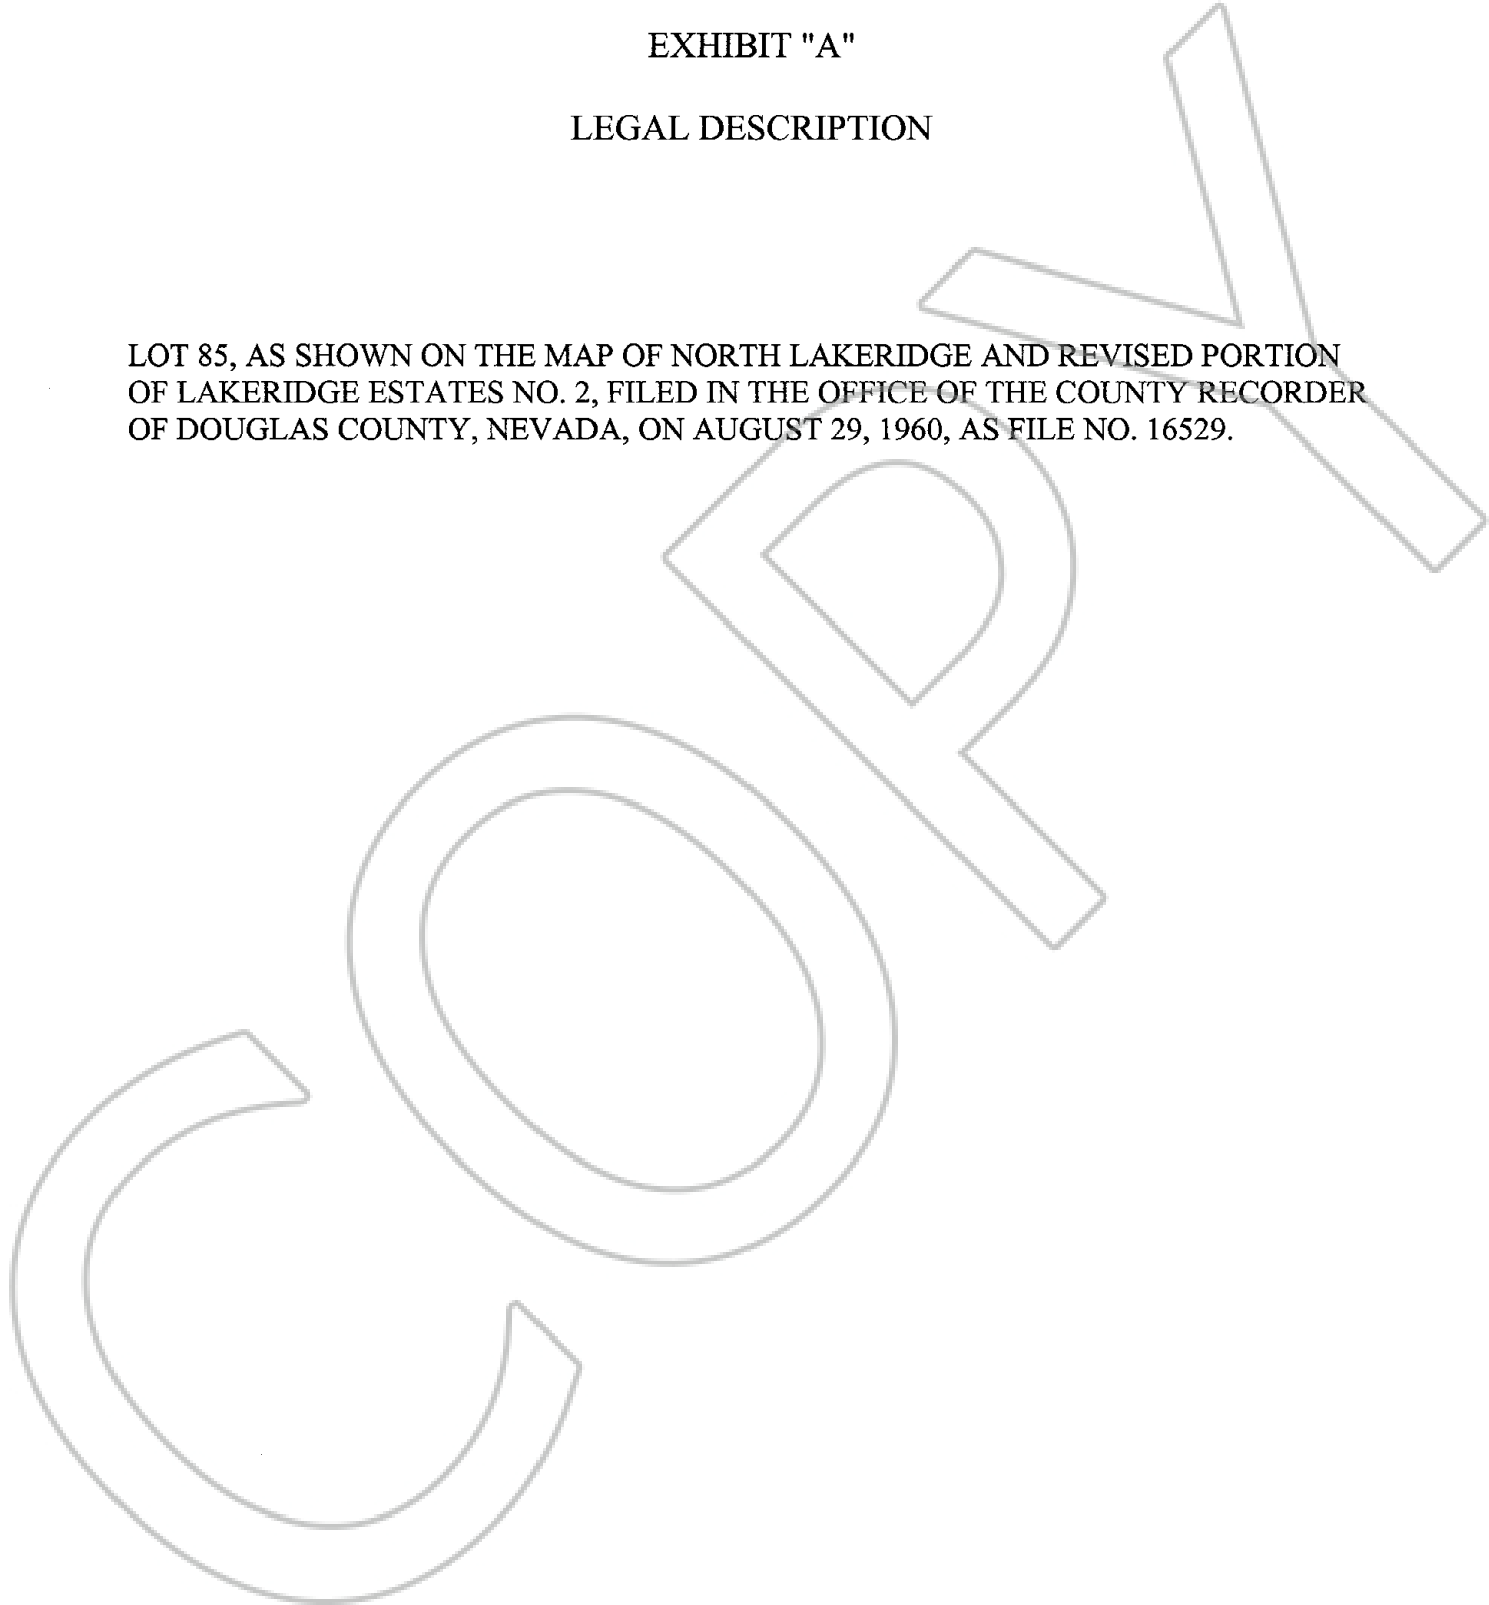 EXHIBIT "A"
LEGAL DESCRIPTION
LOT 85, AS SHOWN ON THE MAP OF NORTH LAKERIDGE AND REVISED PORTION
OF LAKERIDGE ESTATES NO. 2, FILED IN THE OFFICE OF THE COUNTY RECORDER
OF DOUGLAS COUNTY, NEVADA, ON AUGUST 29, 1960, AS FILE NO. 16529.
COPY